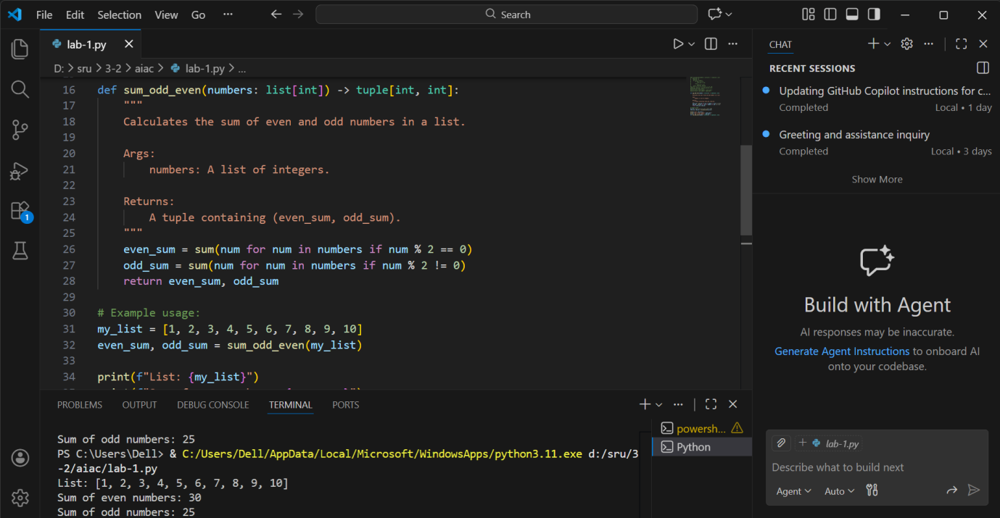 File Edit Selection View Go ...
Search
lab-1.py
D: > sru > 3-2 > aiac > lab-1.py > ...
16 def sum_odd_even(numbers: list[int]) -> tuple[int, int]:
17 """
18 Calculates the sum of even and odd numbers in a list.
19
20 Args:
21 numbers: A list of integers.
22
23 Returns:
24 A tuple containing (even_sum, odd_sum).
25 """
26 even_sum = sum(num for num in numbers if num % 2 == 0)
27 odd_sum = sum(num for num in numbers if num % 2 != 0)
28 return even_sum, odd_sum
29
30 # Example usage:
31 my_list = [1, 2, 3, 4, 5, 6, 7, 8, 9, 10]
32 even_sum, odd_sum = sum_odd_even(my_list)
33
34 print(f"List: {my_list}")
1
PROBLEMS OUTPUT DEBUG CONSOLE TERMINAL PORTS
Sum of odd numbers: 25
PS C:\Users\Dell> & C:/Users/Dell/AppData/Local/Microsoft/WindowsApps/python3.11.exe d:/sru/3
-2/aiac/lab-1.py
List: [1, 2, 3, 4, 5, 6, 7, 8, 9, 10]
Sum of even numbers: 30
Sum of odd numbers: 25
powersh...
Python
CHAT
RECENT SESSIONS
Updating GitHub Copilot instructions for c...
Completed Local • 1 day
Greeting and assistance inquiry
Completed Local • 3 days
Show More
Build with Agent
AI responses may be inaccurate.
Generate Agent Instructions to onboard AI
onto your codebase.
lab-1.py
Describe what to build next
Agent Auto